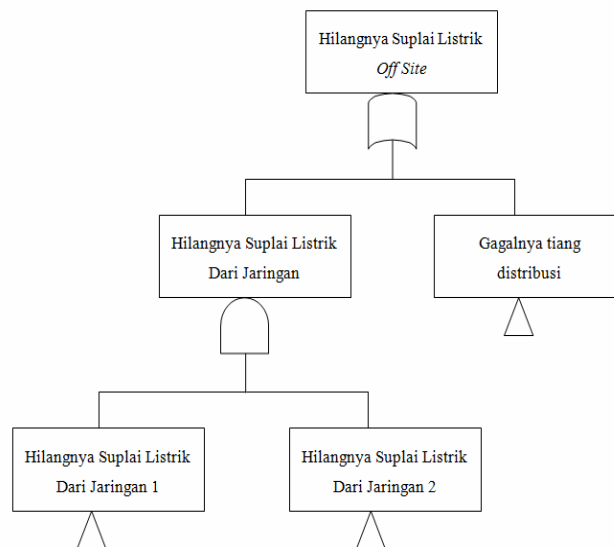 Hilangnya Suplai Listrik
Off Site
Hilangnya Suplai Listrik
Dari Jaringan
Gagalnya tiang
distribusi
Hilangnya Suplai Listrik
Dari Jaringan 1
Hilangnya Suplai Listrik
Dari Jaringan 2